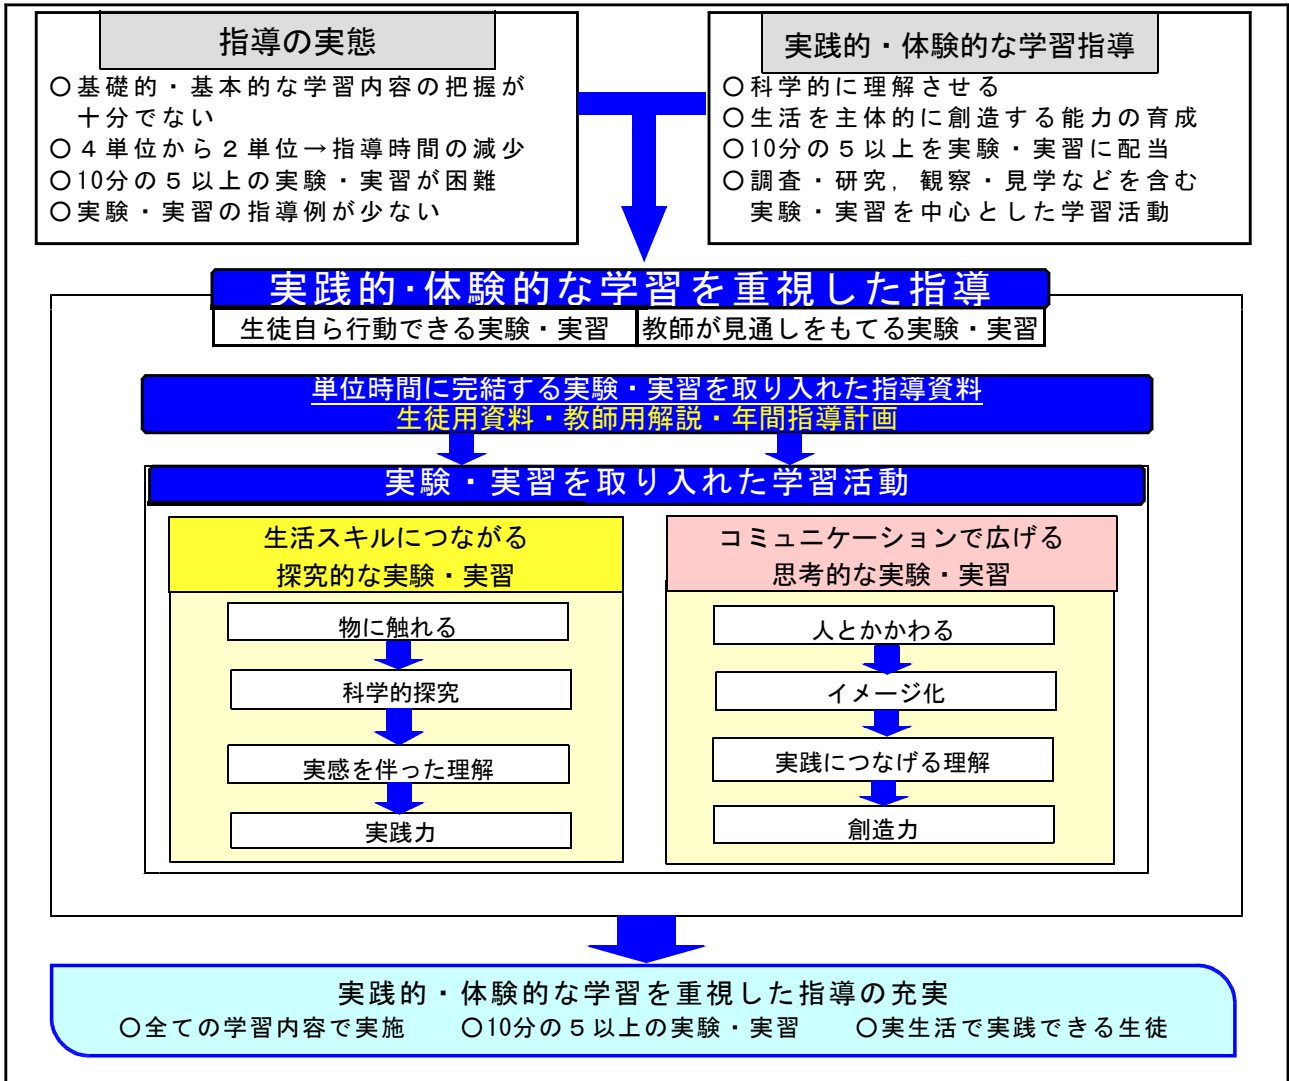 指導の実態
○基礎的・基本的な学習内容の把握が
十分でない
○４単位から２単位→指導時間の減少
○10分の５以上の実験・実習が困難
○実験・実習の指導例が少ない
実践的・体験的な学習指導
○科学的に理解させる
○生活を主体的に創造する能力の育成
○10分の５以上を実験・実習に配当
○調査・研究，観察・見学などを含む
実験・実習を中心とした学習活動
実践的・体験的な学習を重視した指導
生徒自ら行動できる実験・実習
教師が見通しをもてる実験・実習
単位時間に完結する実験・実習を取り入れた指導資料
生徒用資料・教師用解説・年間指導計画
実験・実習を取り入れた学習活動
生活スキルにつながる
探究的な実験・実習
物に触れる
科学的探究
実感を伴った理解
実践力
コミュニケーションで広げる
思考的な実験・実習
人とかかわる
イメージ化
実践につなげる理解
創造力
実践的・体験的な学習を重視した指導の充実
○全ての学習内容で実施　○10分の５以上の実験・実習　○実生活で実践できる生徒